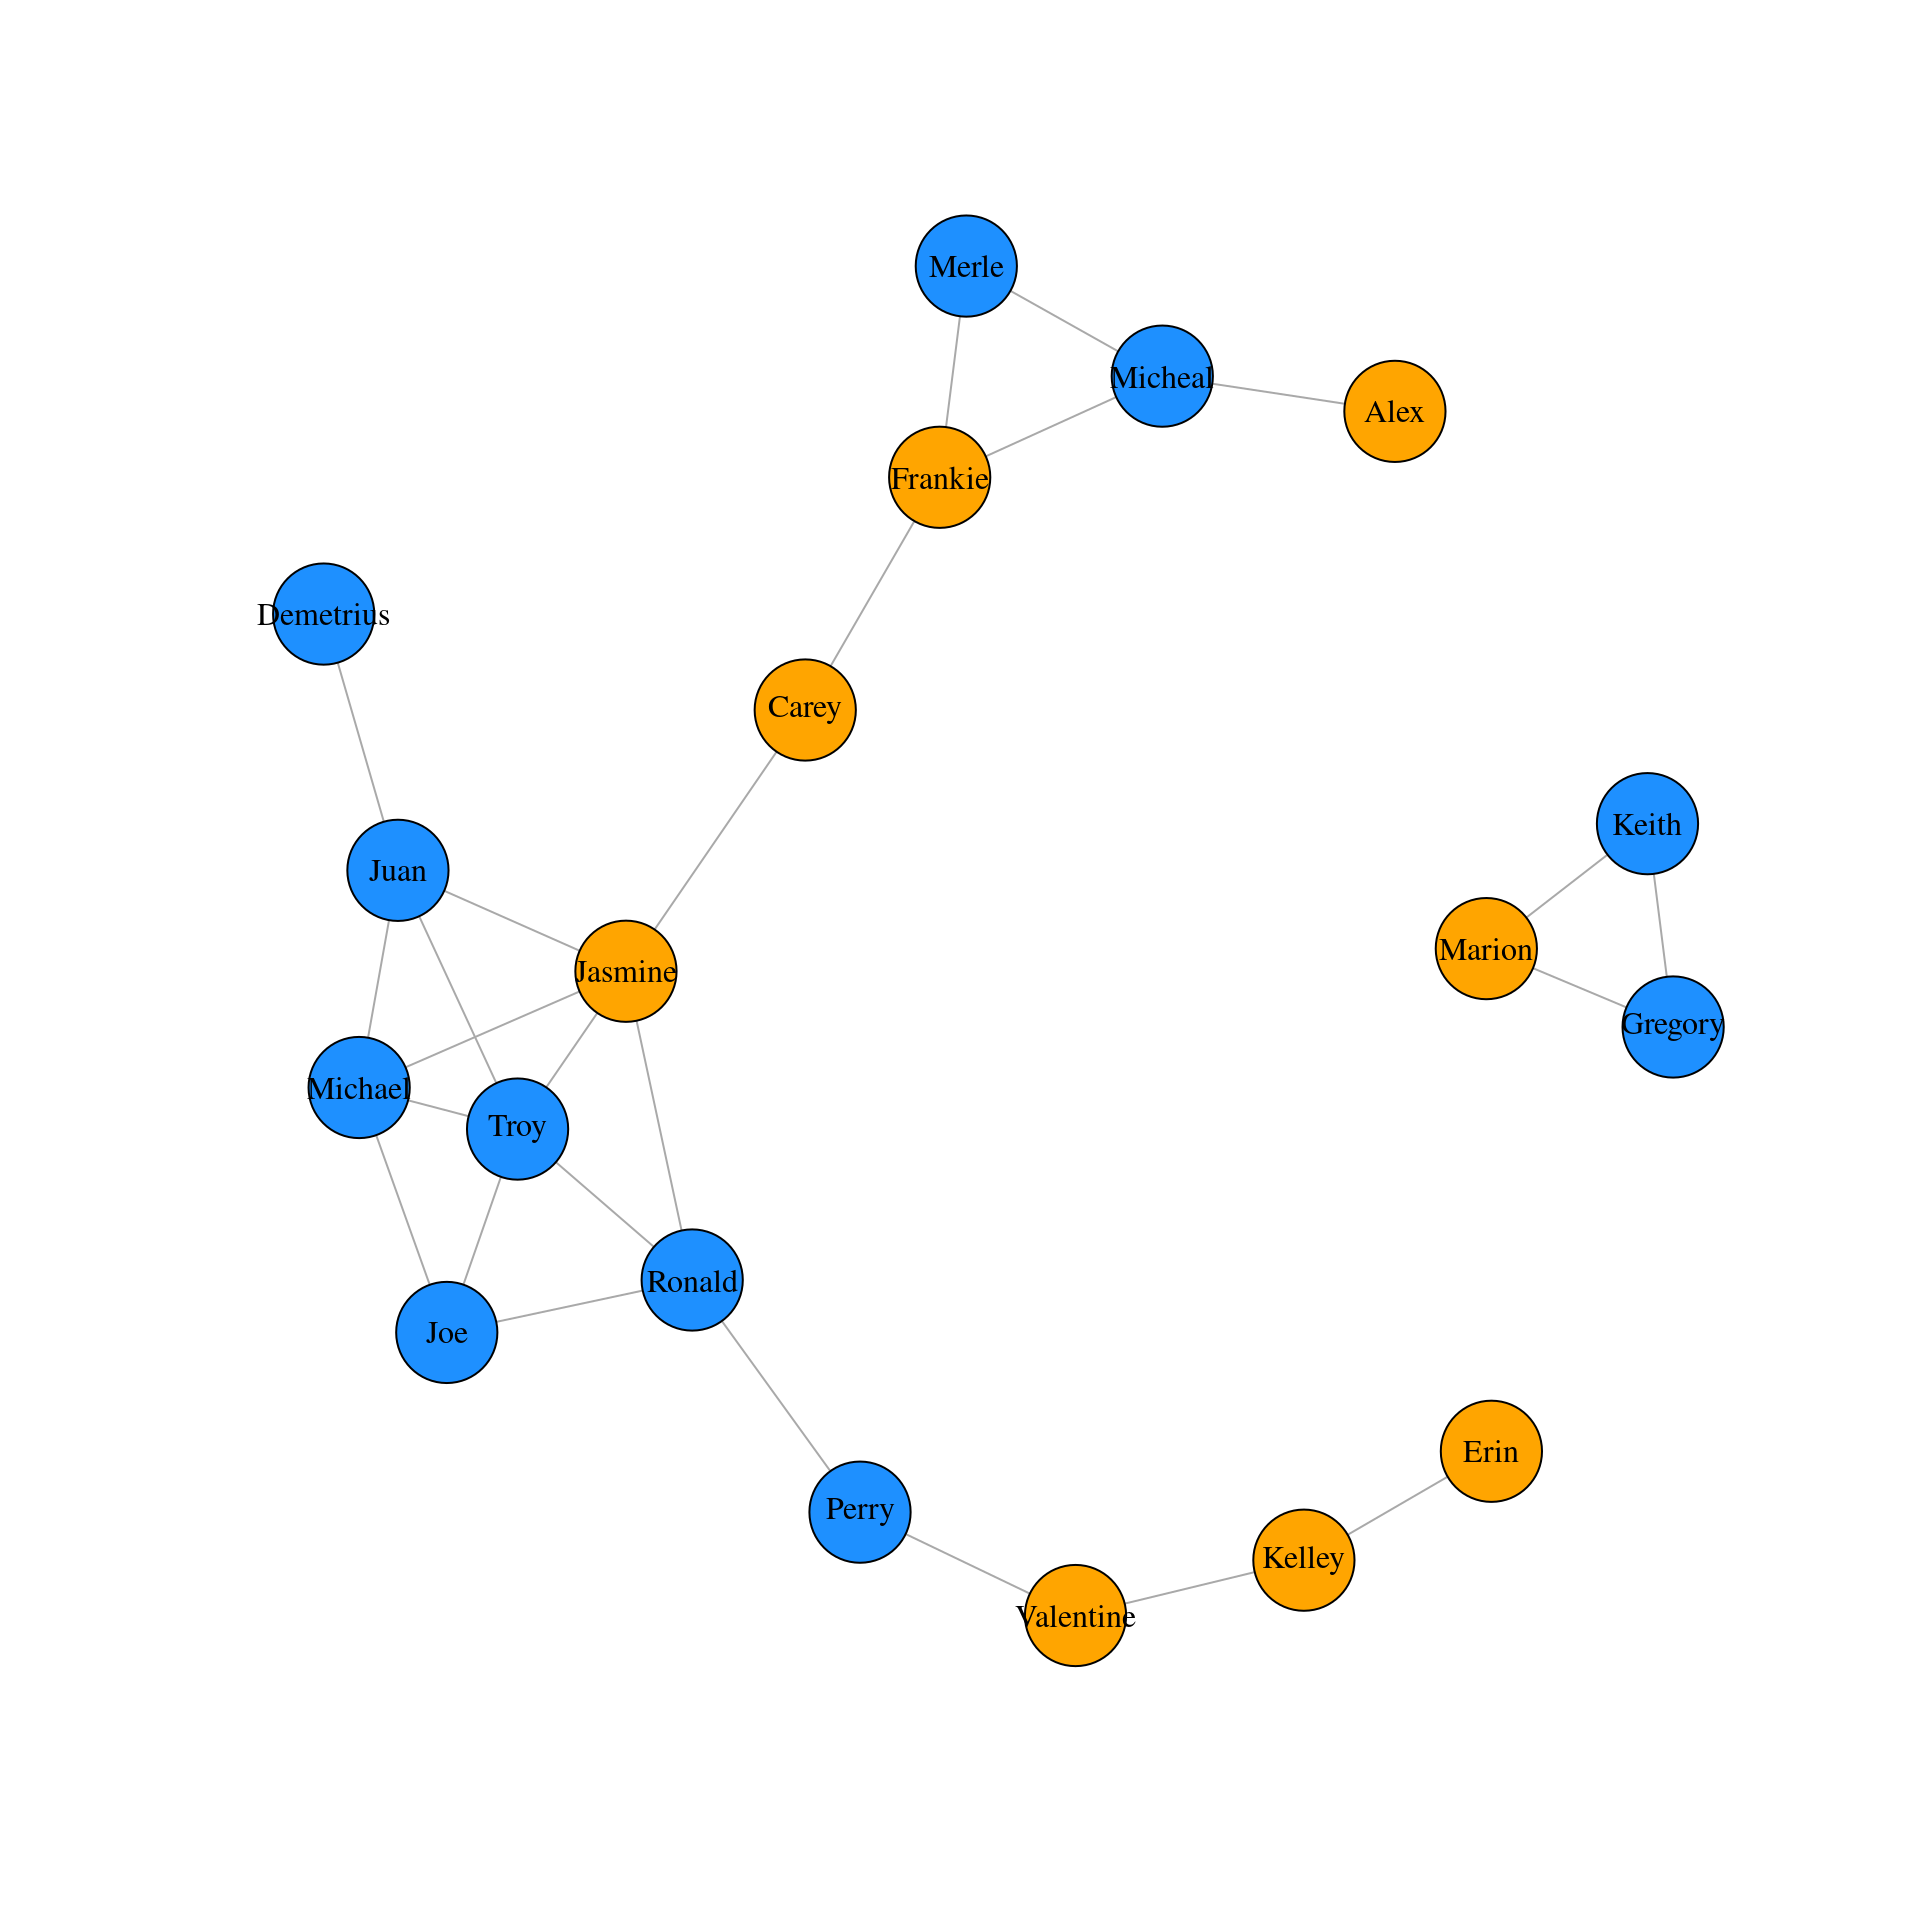 Merle
Micheal
Alex
Frankie
Demetrius
Carey
Keith
Juan
Marion
Jasmine
Gregory
Michael
Troy
Ronald
Joe
Erin
Perry
Kelley
Valentine